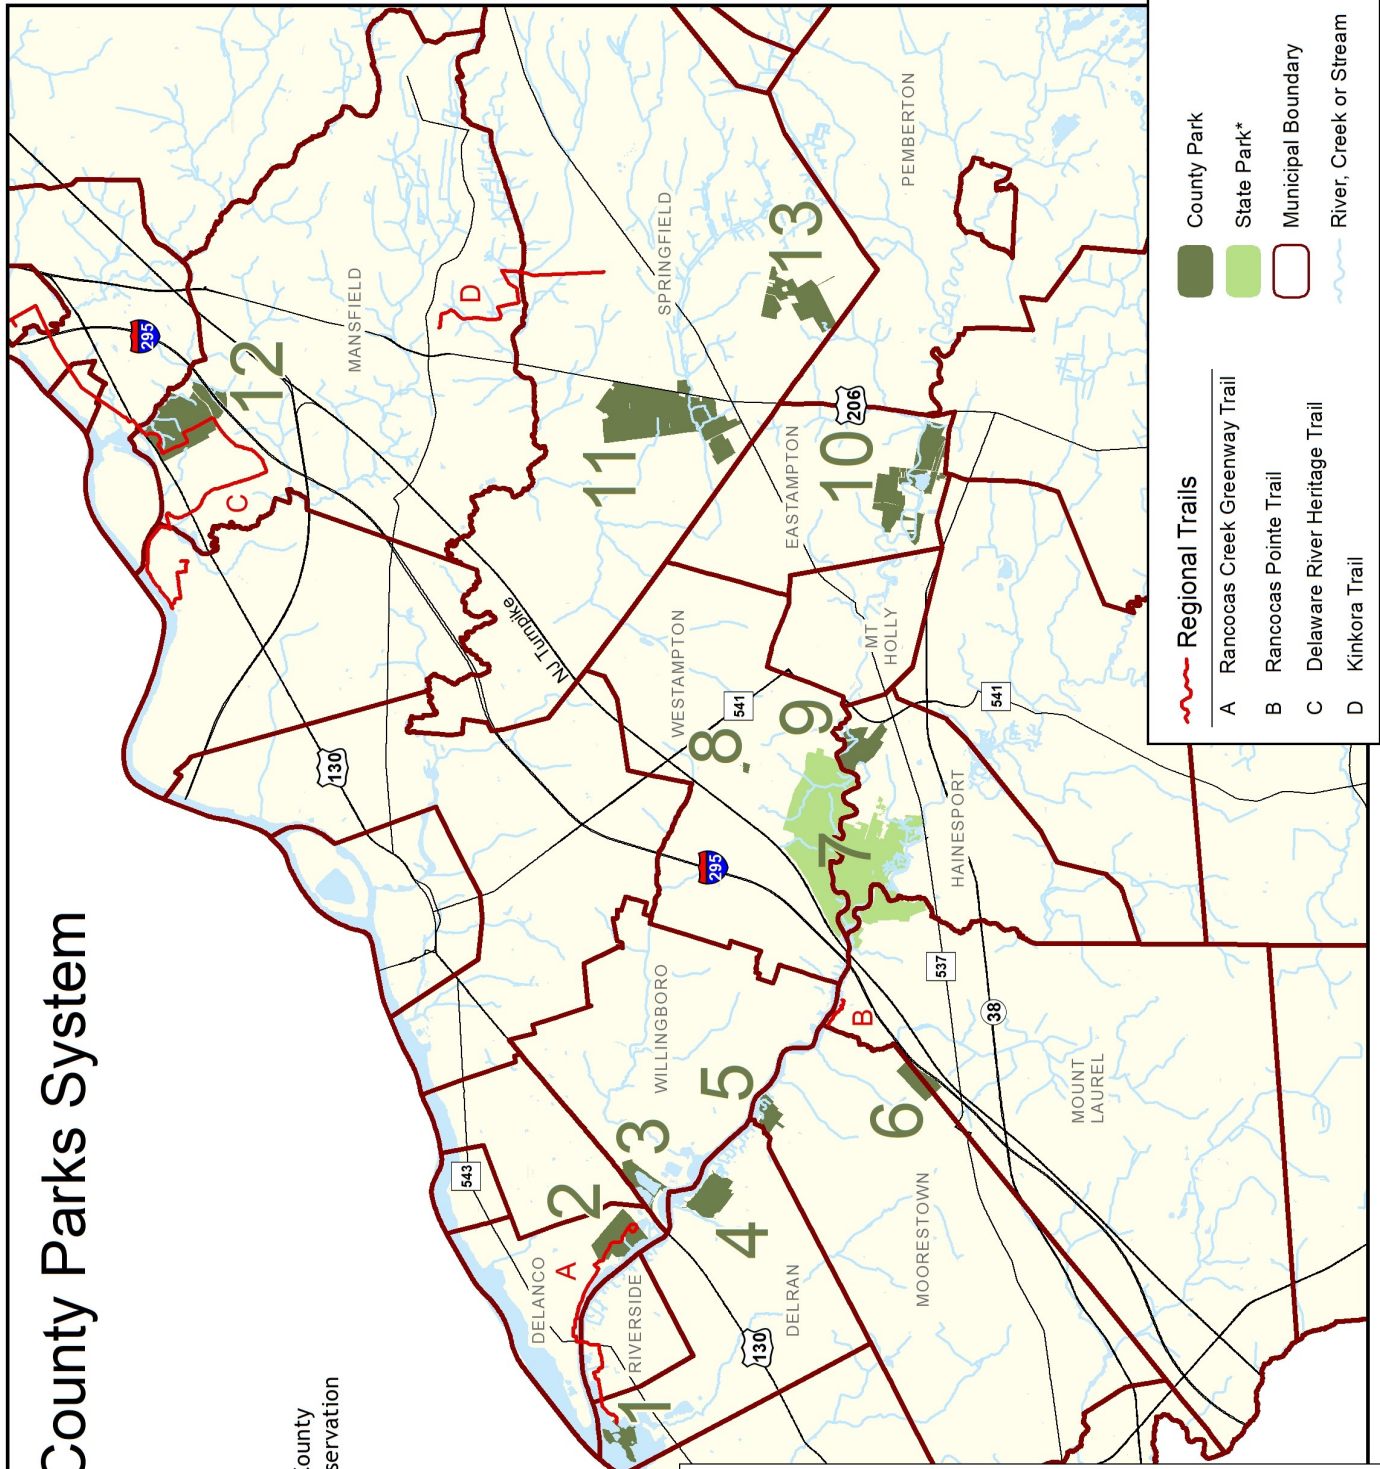 County Parks System
County
servation
295
12
MANSFIELD
C
D
SPRINGFIELD
13
PEMBERTON
11
206
EASTAMPTON
10
NJ Turnpike
130
WESTAMPTON
8
541
9
MT
HOLLY
541
7
HAINESPORT
295
537
38
WILLINGBORO
B
5
6
MOUNT
LAUREL
543
3
2
4
DELANCO
A
RIVERSIDE
DELRAN
MOORESTOWN
130
1
Regional Trails
A Rancocas Creek Greenway Trail
B Rancocas Pointe Trail
C Delaware River Heritage Trail
D Kinkora Trail
County Park
State Park*
Municipal Boundary
River, Creek or Stream